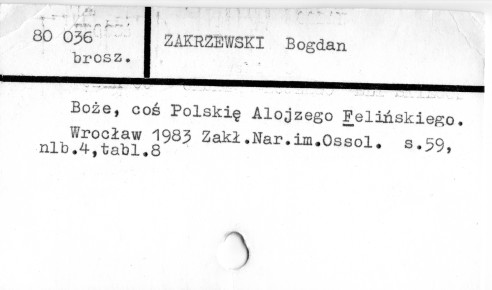 80 036
brosz.
ZAKRZEWSKI Bogdan
Boże, coś Polskię Alojzego Felińskiego.
Wrocław 1983 Zakł.Nar.im.Ossol. s.59,
nlb.4,tabl.8